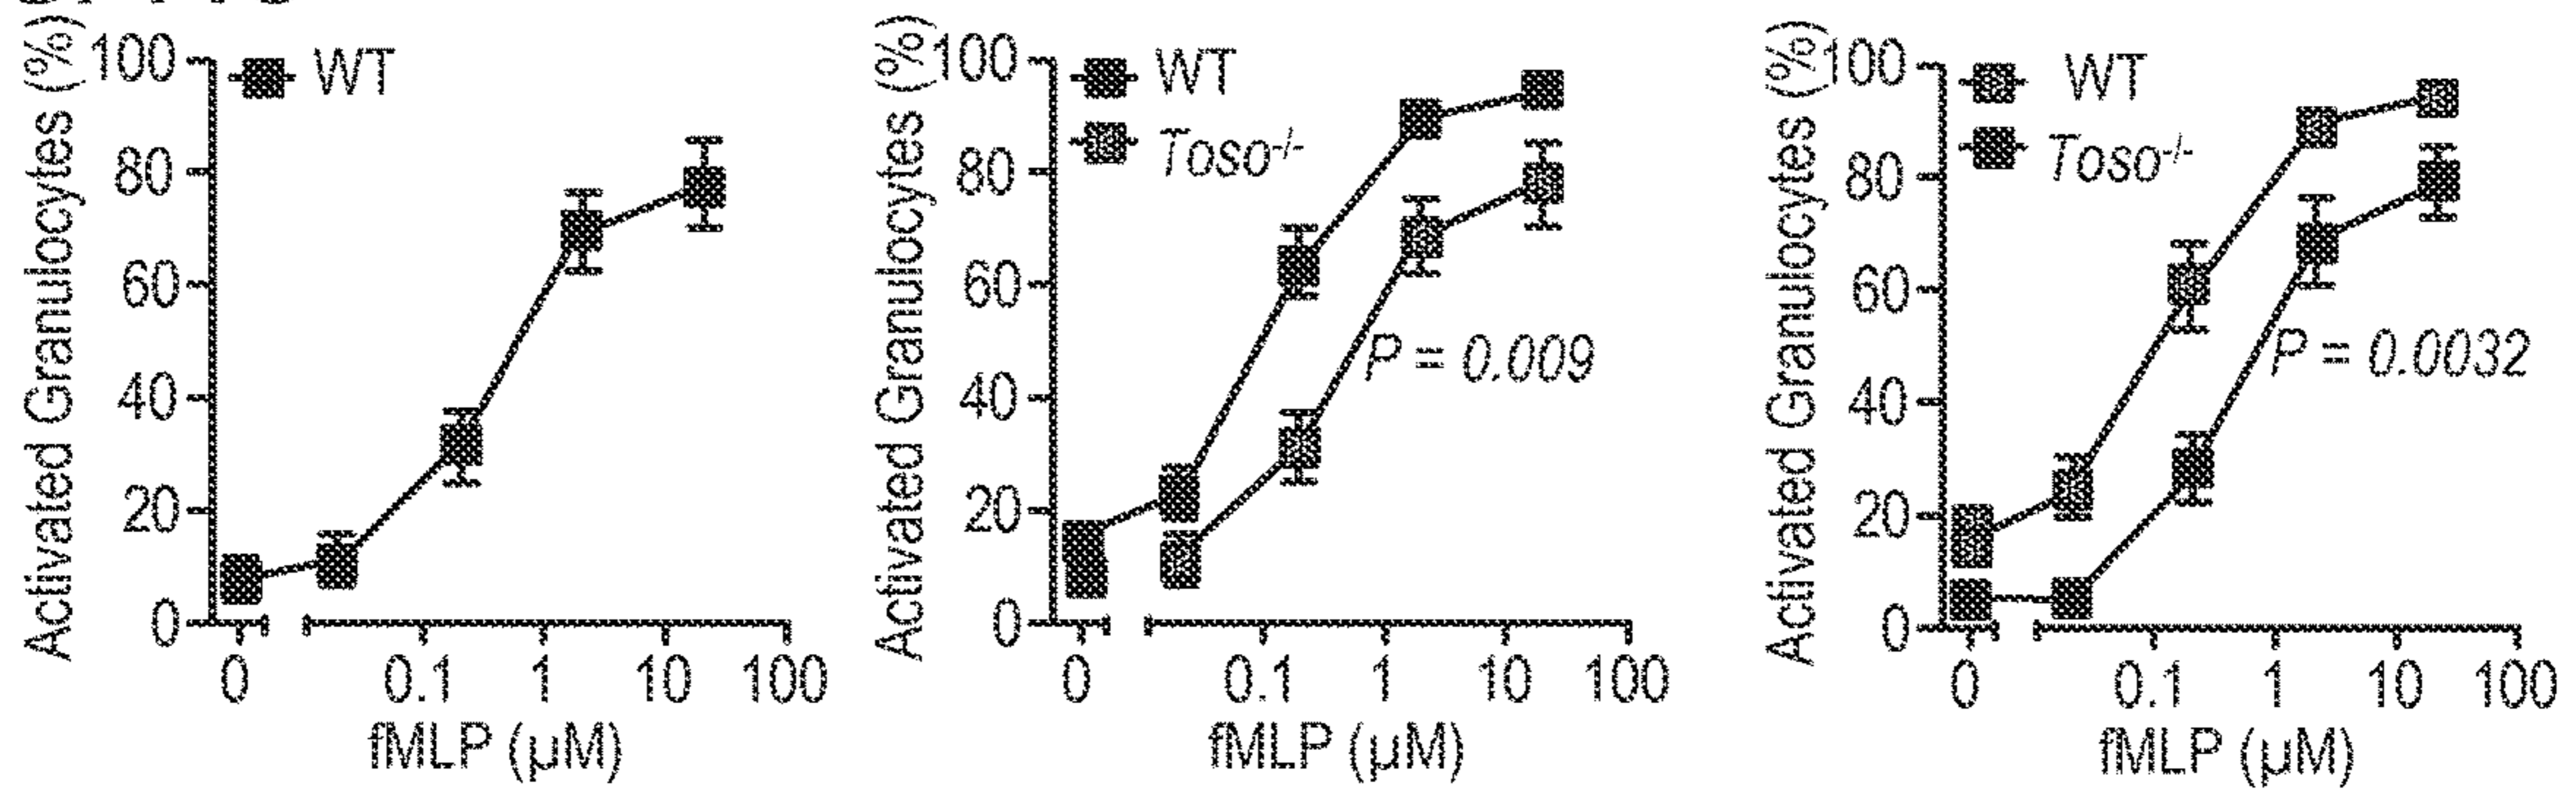 Activated Granulocytes (%)
100
80
60
40
20
0
WT
0 0.1 1 10 100
fMLP (µM)
Activated Granulocytes (%)
100
80
60
40
20
0
WT
Toso-/-
P = 0.009
0 0.1 1 10 100
fMLP (µM)
Activated Granulocytes (%)
100
80
60
40
20
0
WT
Toso-/-
P = 0.0032
0 0.1 1 10 100
fMLP (µM)